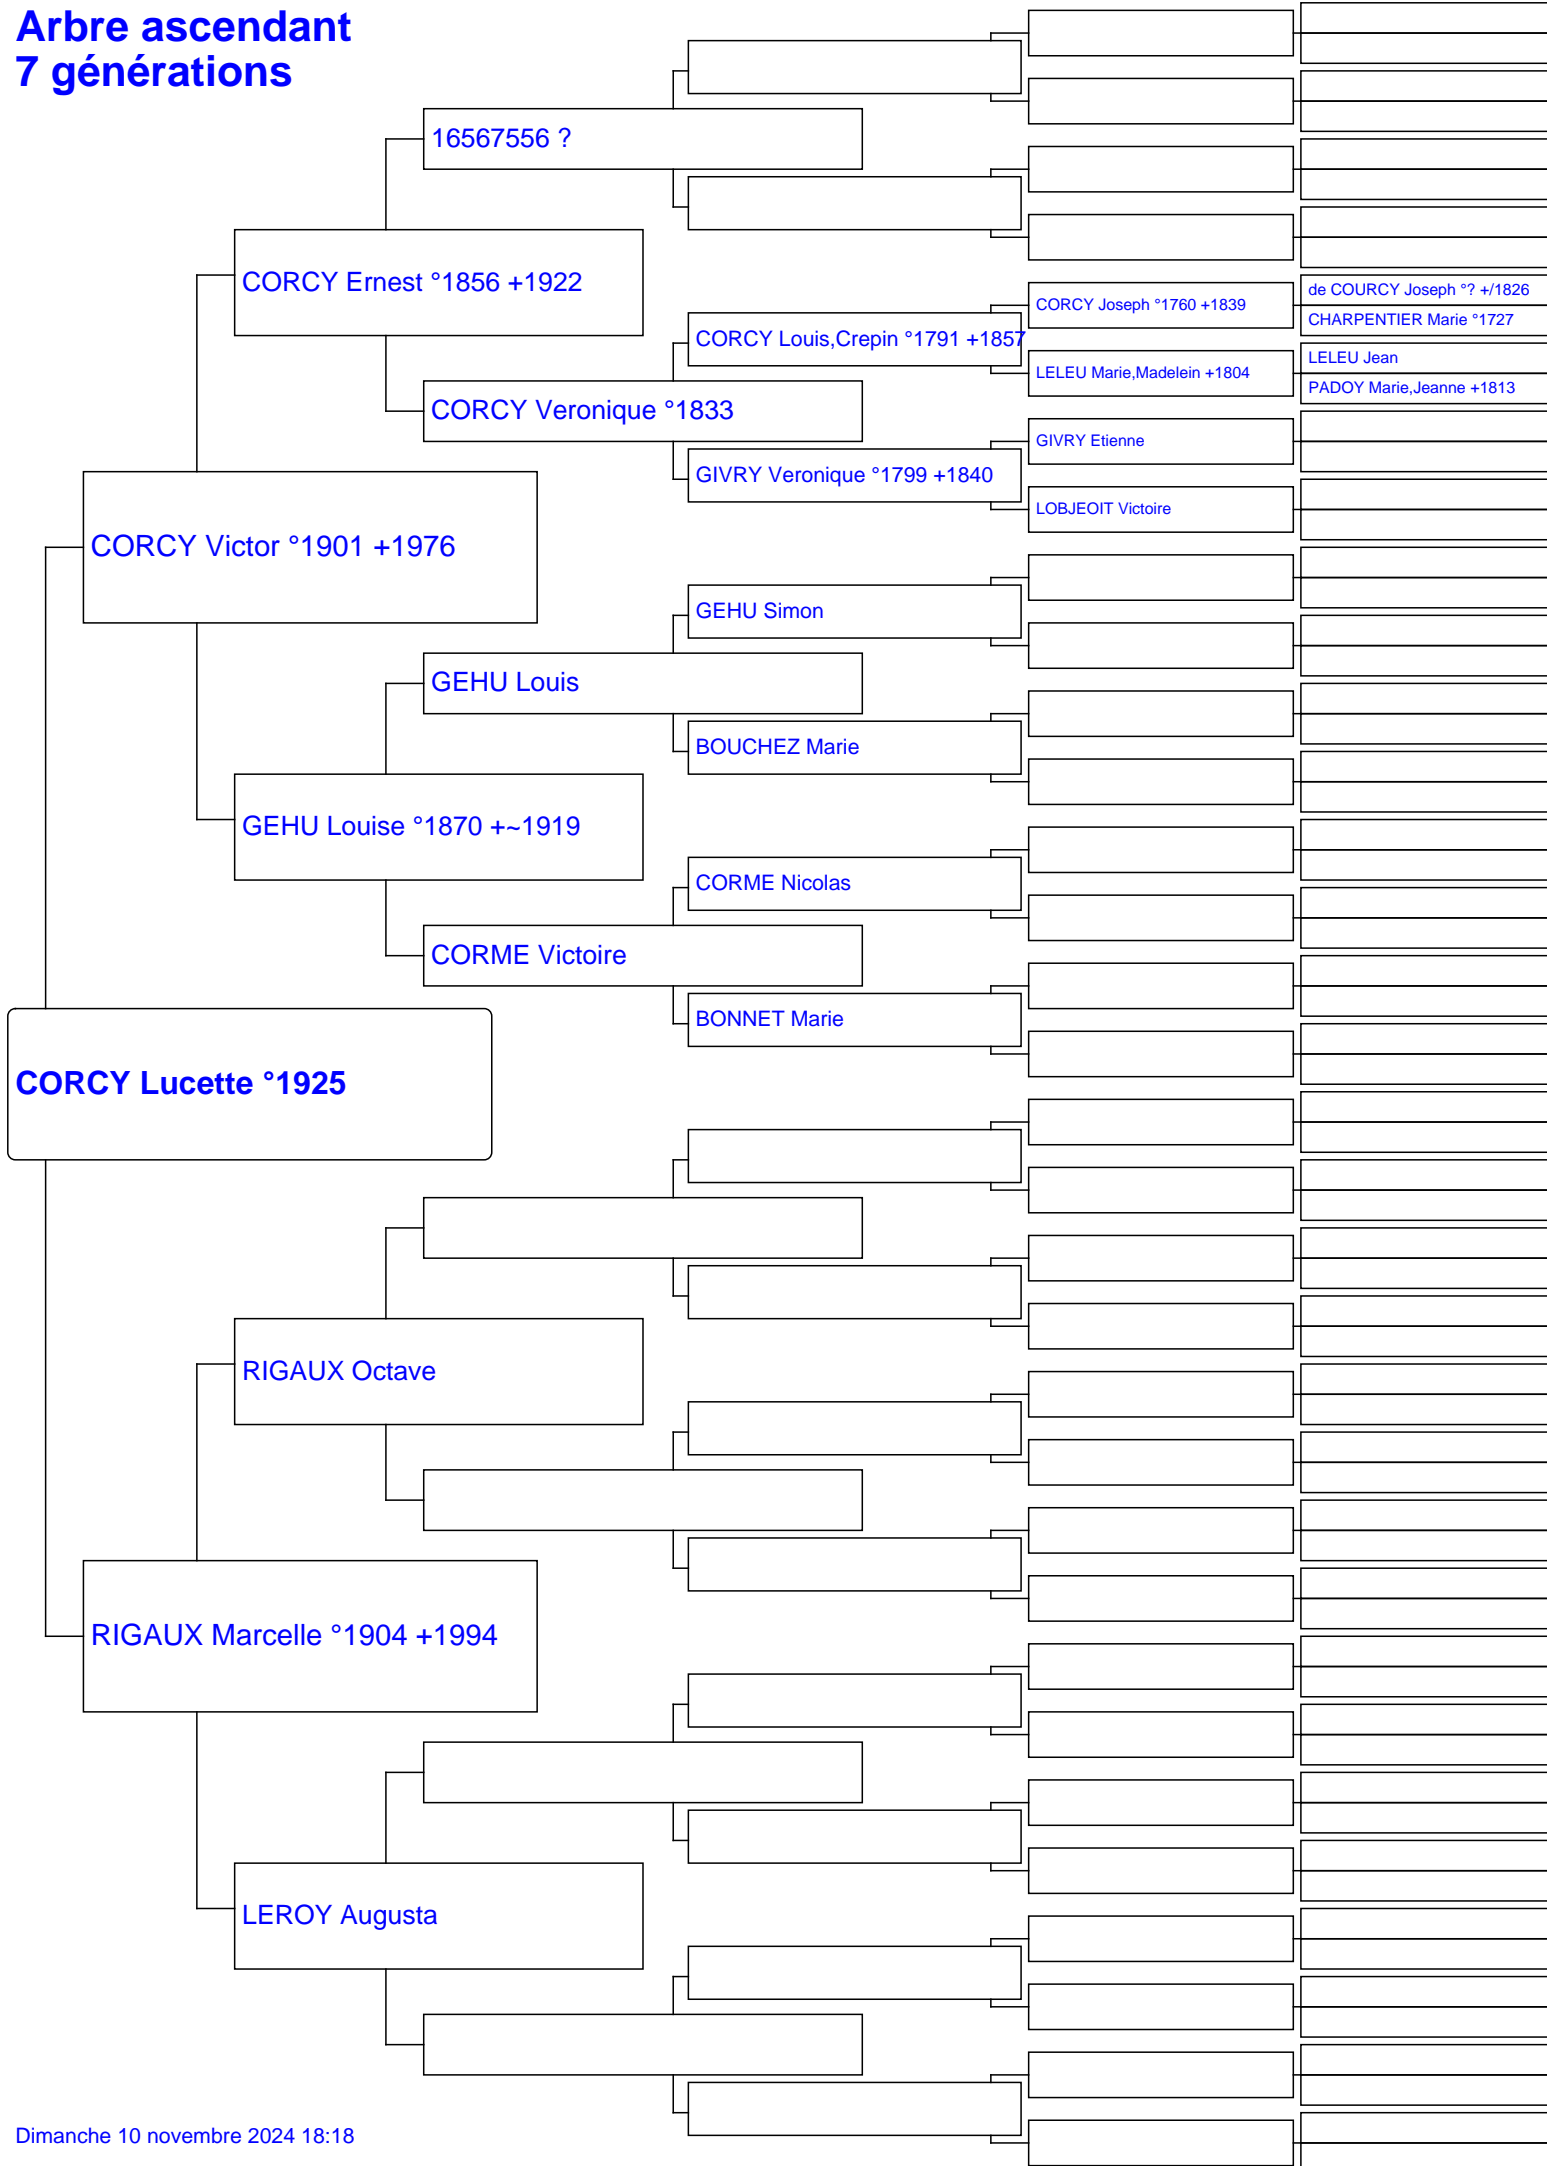 Arbre ascendant
7 générations
16567556 ?
CORCY Ernest °1856 +1922
de COURCY Joseph °? +/1826
CORCY Joseph °1760 +1839
CHARPENTIER Marie °1727
CORCY Louis,Crepin °1791 +1857
LELEU Jean
LELEU Marie,Madelein +1804
PADOY Marie,Jeanne +1813
CORCY Veronique °1833
GIVRY Etienne
GIVRY Veronique °1799 +1840
LOBJEOIT Victoire
CORCY Victor °1901 +1976
GEHU Simon
GEHU Louis
BOUCHEZ Marie
GEHU Louise °1870 +~1919
CORME Nicolas
CORME Victoire
BONNET Marie
CORCY Lucette °1925
RIGAUX Octave
RIGAUX Marcelle °1904 +1994
LEROY Augusta
Dimanche 10 novembre 2024 18:18